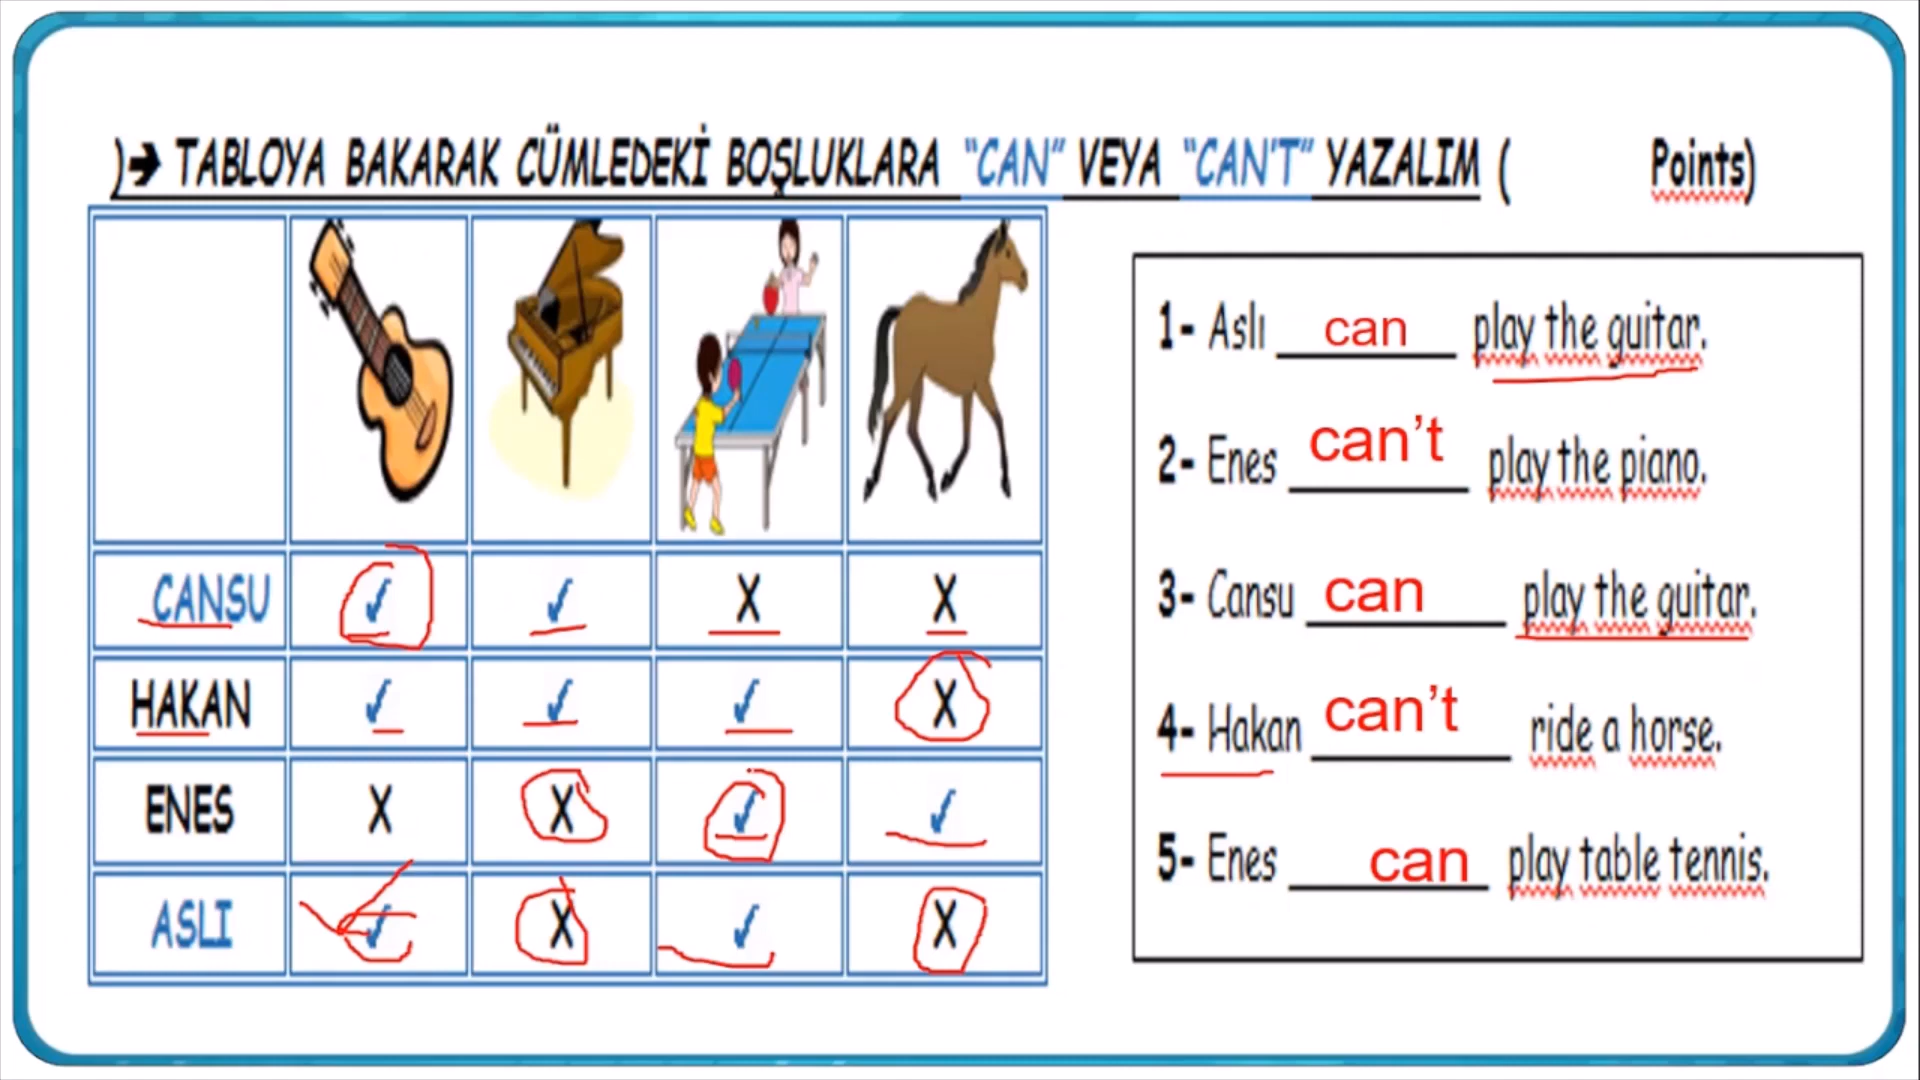 )➔ TABLOYA BAKARAK CÜMLEDEKİ BOŞLUKLARA “CAN” VEYA “CAN’T” YAZALIM ( Points)
CANSU ✓ ✓ X X
HAKAN ✓ ✓ ✓ X
ENES X X ✓ ✓
ASLI ✓ X ✓ X
1- Aslı can play the guitar.
2- Enes can’t play the piano.
3- Cansu can play the guitar.
4- Hakan can’t ride a horse.
5- Enes can play table tennis.